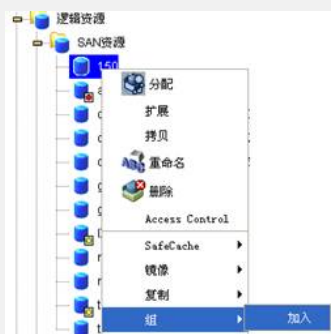 逻辑资源
SAN资源
150
分配
扩展
拷贝
重命名
删除
Access Control
SafeCache
镜像
复制
组
加入